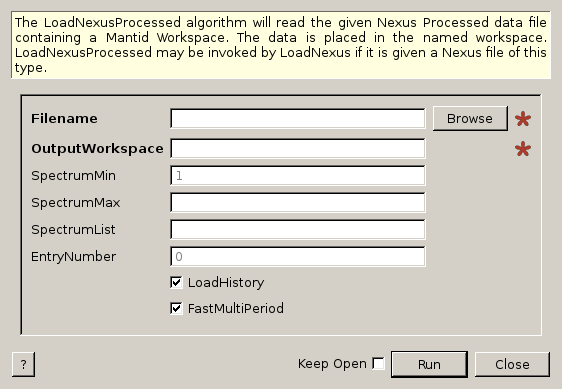 The LoadNexusProcessed algorithm will read the given Nexus Processed data file
containing a Mantid Workspace. The data is placed in the named workspace.
LoadNexusProcessed may be invoked by LoadNexus if it is given a Nexus file of this
type.
Filename Browse
OutputWorkspace
SpectrumMin 1
SpectrumMax
SpectrumList
EntryNumber 0
LoadHistory
FastMultiPeriod
? Keep Open Run Close